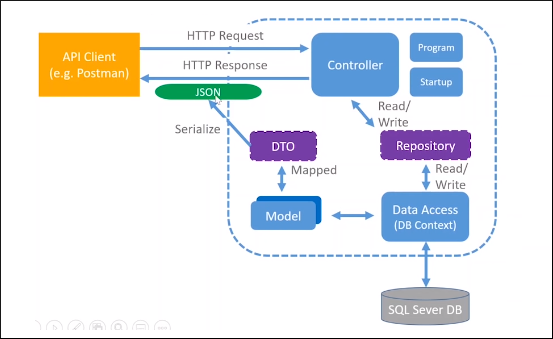 HTTP Request
API Client
(e.g. Postman)
HTTP Response
JSON
Serialize
Controller
Program
Startup
Read/
Write
DTO
Repository
Mapped
Read/
Write
Model
Data Access
(DB Context)
SQL Sever DB